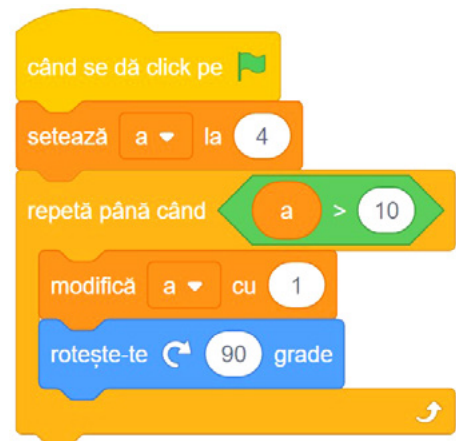 când se dă click pe
setează a la 4
repetă până când a > 10
modifică a cu 1
rotește-te 90 grade